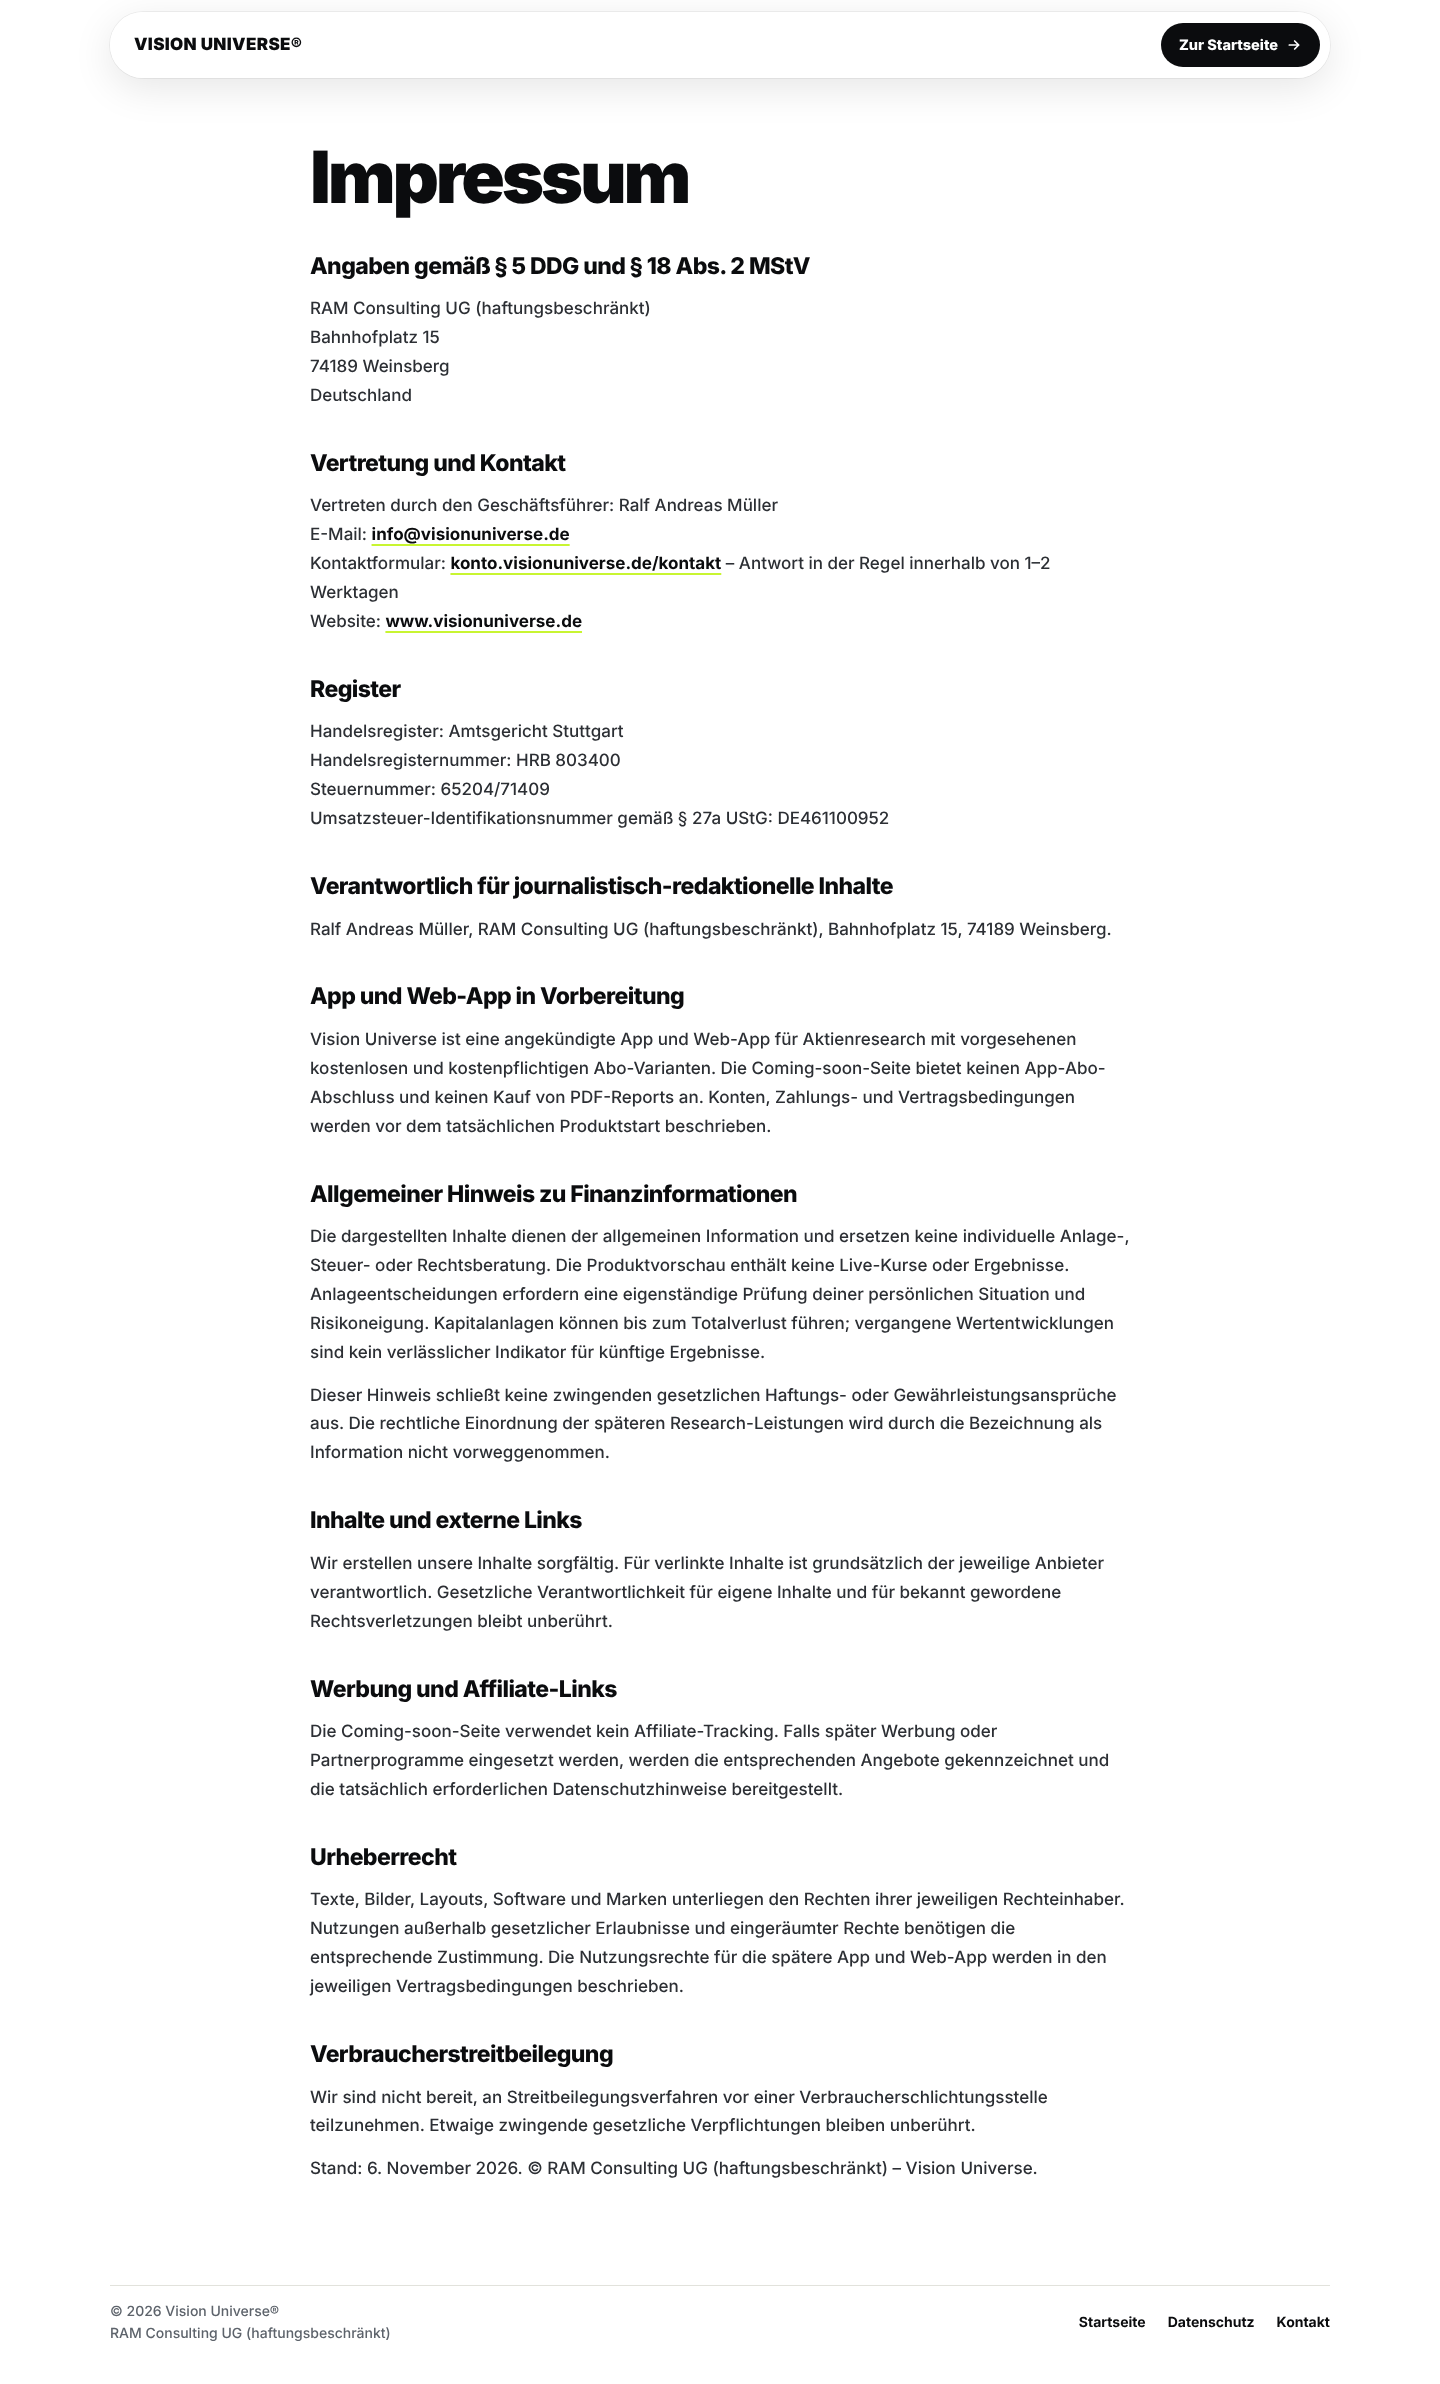 VISION UNIVERSE®
Zur Startseite →
Impressum
Angaben gemäß § 5 DDG und § 18 Abs. 2 MStV
RAM Consulting UG (haftungsbeschränkt)
Bahnhofplatz 15
74189 Weinsberg
Deutschland
Vertretung und Kontakt
Vertreten durch den Geschäftsführer: Ralf Andreas Müller
E-Mail: info@visionuniverse.de
Kontaktformular: konto.visionuniverse.de/kontakt – Antwort in der Regel innerhalb von 1–2
Werktagen
Website: www.visionuniverse.de
Register
Handelsregister: Amtsgericht Stuttgart
Handelsregisternummer: HRB 803400
Steuernummer: 65204/71409
Umsatzsteuer-Identifikationsnummer gemäß § 27a UStG: DE461100952
Verantwortlich für journalistisch-redaktionelle Inhalte
Ralf Andreas Müller, RAM Consulting UG (haftungsbeschränkt), Bahnhofplatz 15, 74189 Weinsberg.
App und Web-App in Vorbereitung
Vision Universe ist eine angekündigte App und Web-App für Aktienresearch mit vorgesehenen
kostenlosen und kostenpflichtigen Abo-Varianten. Die Coming-soon-Seite bietet keinen App-Abo-
Abschluss und keinen Kauf von PDF-Reports an. Konten, Zahlungs- und Vertragsbedingungen
werden vor dem tatsächlichen Produktstart beschrieben.
Allgemeiner Hinweis zu Finanzinformationen
Die dargestellten Inhalte dienen der allgemeinen Information und ersetzen keine individuelle Anlage-,
Steuer- oder Rechtsberatung. Die Produktvorschau enthält keine Live-Kurse oder Ergebnisse.
Anlageentscheidungen erfordern eine eigenständige Prüfung deiner persönlichen Situation und
Risikoneigung. Kapitalanlagen können bis zum Totalverlust führen; vergangene Wertentwicklungen
sind kein verlässlicher Indikator für künftige Ergebnisse.
Dieser Hinweis schließt keine zwingenden gesetzlichen Haftungs- oder Gewährleistungsansprüche
aus. Die rechtliche Einordnung der späteren Research-Leistungen wird durch die Bezeichnung als
Information nicht vorweggenommen.
Inhalte und externe Links
Wir erstellen unsere Inhalte sorgfältig. Für verlinkte Inhalte ist grundsätzlich der jeweilige Anbieter
verantwortlich. Gesetzliche Verantwortlichkeit für eigene Inhalte und für bekannt gewordene
Rechtsverletzungen bleibt unberührt.
Werbung und Affiliate-Links
Die Coming-soon-Seite verwendet kein Affiliate-Tracking. Falls später Werbung oder
Partnerprogramme eingesetzt werden, werden die entsprechenden Angebote gekennzeichnet und
die tatsächlich erforderlichen Datenschutzhinweise bereitgestellt.
Urheberrecht
Texte, Bilder, Layouts, Software und Marken unterliegen den Rechten ihrer jeweiligen Rechteinhaber.
Nutzungen außerhalb gesetzlicher Erlaubnisse und eingeräumter Rechte benötigen die
entsprechende Zustimmung. Die Nutzungsrechte für die spätere App und Web-App werden in den
jeweiligen Vertragsbedingungen beschrieben.
Verbraucherstreitbeilegung
Wir sind nicht bereit, an Streitbeilegungsverfahren vor einer Verbraucherschlichtungsstelle
teilzunehmen. Etwaige zwingende gesetzliche Verpflichtungen bleiben unberührt.
Stand: 6. November 2026. © RAM Consulting UG (haftungsbeschränkt) – Vision Universe.
© 2026 Vision Universe®
RAM Consulting UG (haftungsbeschränkt)
Startseite Datenschutz Kontakt